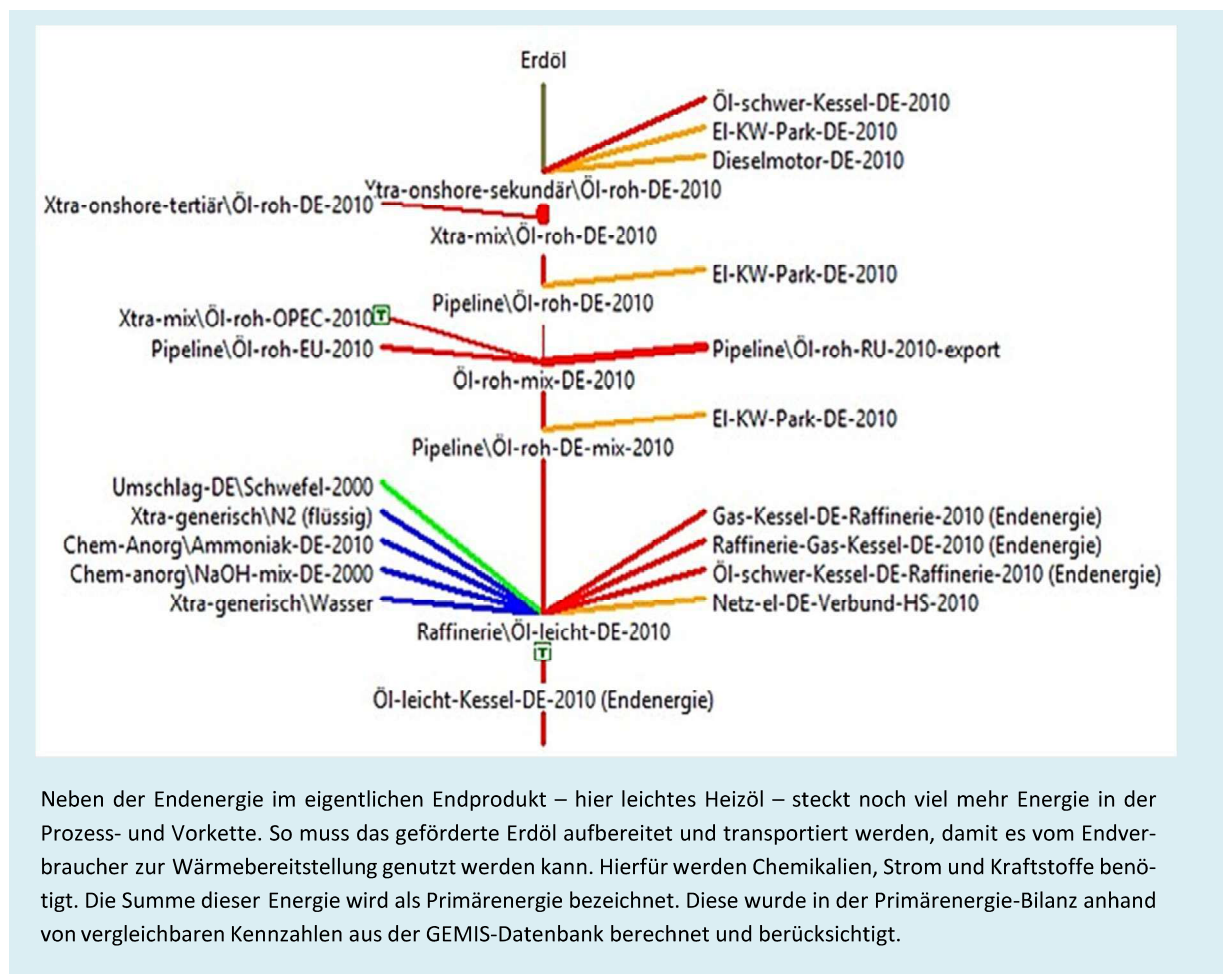 Erdöl
Öl-schwer-Kessel-DE-2010
El-KW-Park-DE-2010
Dieselmotor-DE-2010
Xtra-onshore-sekundär\Öl-roh-DE-2010
Xtra-onshore-tertiär\Öl-roh-DE-2010
Xtra-mix\Öl-roh-DE-2010
El-KW-Park-DE-2010
Pipeline\Öl-roh-DE-2010
Xtra-mix\Öl-roh-OPEC-2010 T
Pipeline\Öl-roh-EU-2010
Pipeline\Öl-roh-RU-2010-export
Öl-roh-mix-DE-2010
El-KW-Park-DE-2010
Pipeline\Öl-roh-DE-mix-2010
Umschlag-DE\Schwefel-2000
Xtra-generisch\N2 (flüssig)
Chem-Anorg\Ammoniak-DE-2010
Chem-anorg\NaOH-mix-DE-2000
Xtra-generisch\Wasser
Gas-Kessel-DE-Raffinerie-2010 (Endenergie)
Raffinerie-Gas-Kessel-DE-2010 (Endenergie)
Öl-schwer-Kessel-DE-Raffinerie-2010 (Endenergie)
Netz-el-DE-Verbund-HS-2010
Raffinerie\Öl-leicht-DE-2010
T
Öl-leicht-Kessel-DE-2010 (Endenergie)
Neben der Endenergie im eigentlichen Endprodukt – hier leichtes Heizöl – steckt noch viel mehr Energie in der
Prozess- und Vorkette. So muss das geförderte Erdöl aufbereitet und transportiert werden, damit es vom Endver-
braucher zur Wärmebereitstellung genutzt werden kann. Hierfür werden Chemikalien, Strom und Kraftstoffe benö-
tigt. Die Summe dieser Energie wird als Primärenergie bezeichnet. Diese wurde in der Primärenergie-Bilanz anhand
von vergleichbaren Kennzahlen aus der GEMIS-Datenbank berechnet und berücksichtigt.